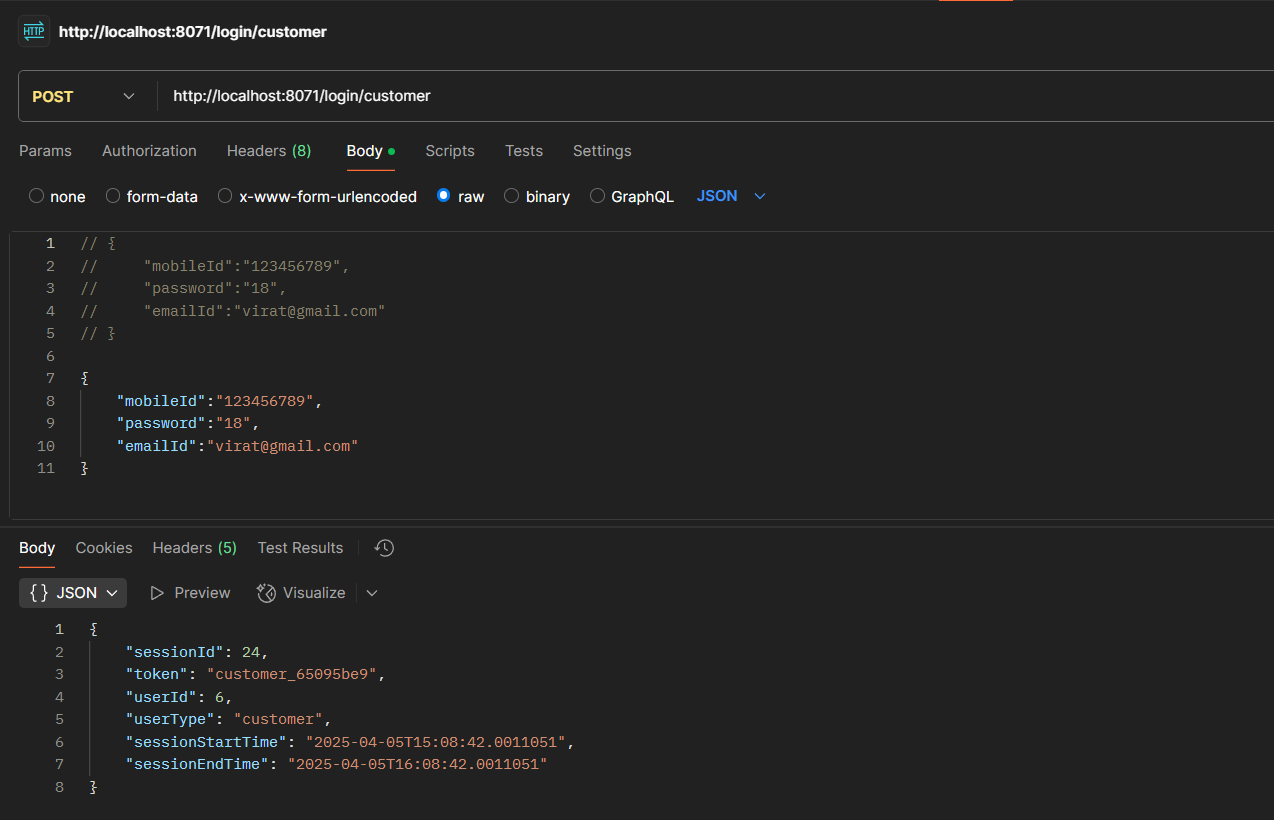 HTTP http://localhost:8071/login/customer
POST http://localhost:8071/login/customer
Params Authorization Headers (8) Body Scripts Tests Settings
none form-data x-www-form-urlencoded raw binary GraphQL JSON
1 // {
2 //     "mobileId":"123456789",
3 //     "password":"18",
4 //     "emailId":"virat@gmail.com"
5 // }
6
7 {
8     "mobileId":"123456789",
9     "password":"18",
10     "emailId":"virat@gmail.com"
11 }
Body Cookies Headers (5) Test Results
{} JSON Preview Visualize
1 {
2     "sessionId": 24,
3     "token": "customer_65095be9",
4     "userId": 6,
5     "userType": "customer",
6     "sessionStartTime": "2025-04-05T15:08:42.0011051",
7     "sessionEndTime": "2025-04-05T16:08:42.0011051"
8 }